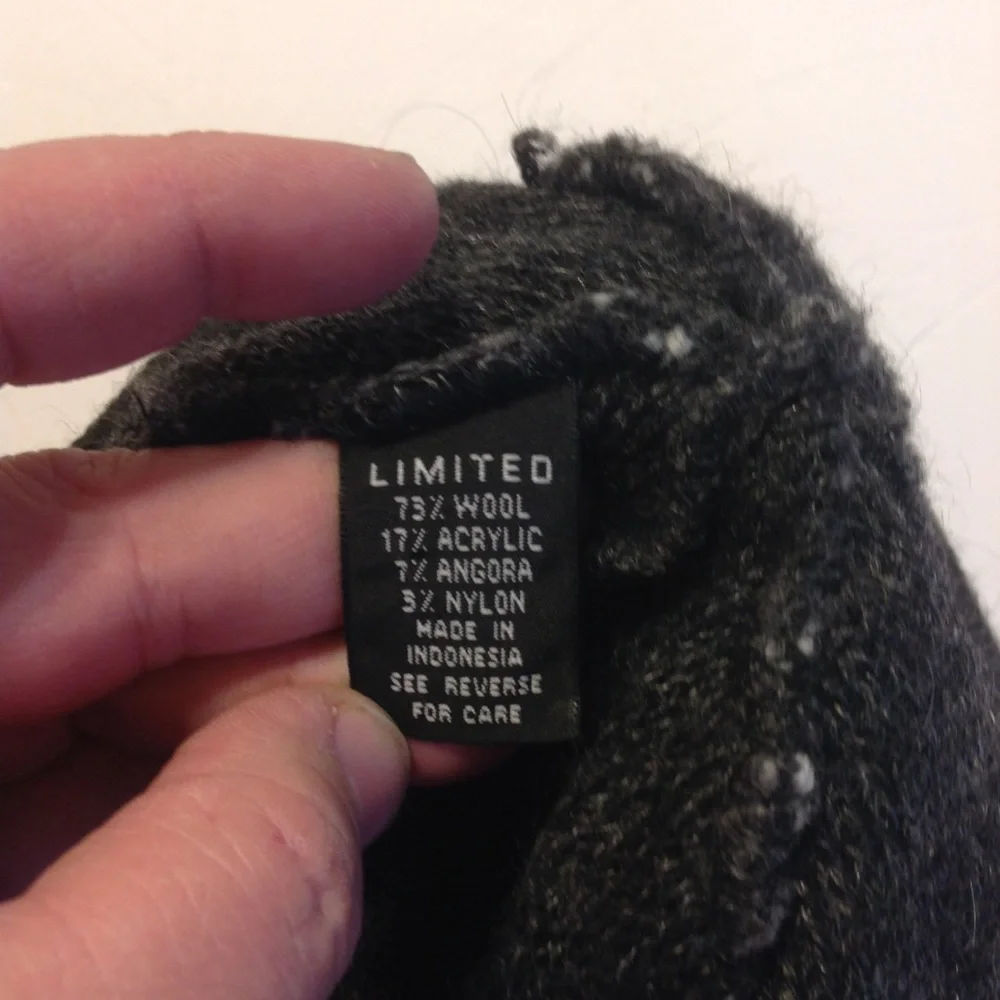 LIMITED
73% WOOL
17% ACRYLIC
7% ANGORA
3% NYLON
MADE IN
INDONESIA
SEE REVERSE
FOR CARE